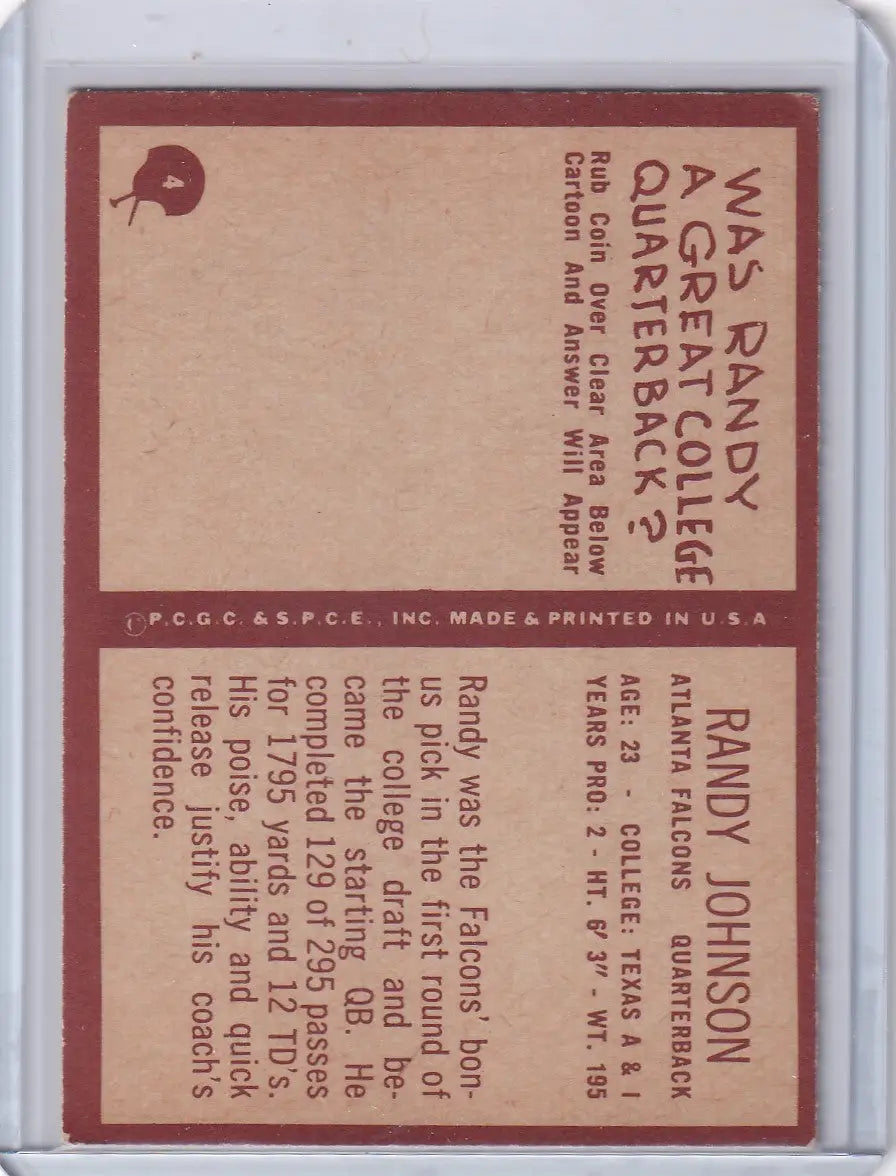 WAS RANDY
A GREAT COLLEGE
QUARTERBACK?
Rub Coin Over Clear Area Below
Cartoon And Answer Will Appear
4
©P.C.G.C. & S.P.C.E., INC. MADE & PRINTED IN U.S.A
RANDY JOHNSON
ATLANTA FALCONS QUARTERBACK
AGE: 23 - COLLEGE: TEXAS A & I
YEARS PRO: 2 - HT. 6' 3" - WT. 195
Randy was the Falcons' bon-
us pick in the first round of
the college draft and be-
came the starting QB. He
completed 129 of 295 passes
for 1795 yards and 12 TD's.
His poise, ability and quick
release justify his coach's
confidence.